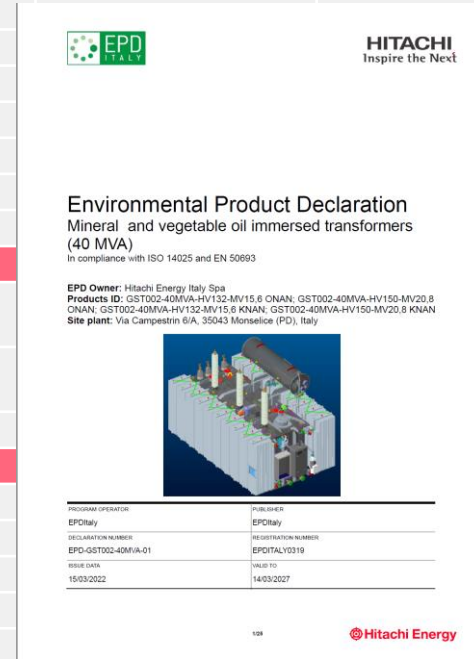 EPD
ITALY
HITACHI
Inspire the Next
Environmental Product Declaration
Mineral and vegetable oil immersed transformers
(40 MVA)
In compliance with ISO 14025 and EN 50693
EPD Owner: Hitachi Energy Italy Spa
Products ID: GST002-40MVA-HV132-MV15,6 ONAN; GST002-40MVA-HV150-MV20,8
ONAN; GST002-40MVA-HV132-MV15,6 KNAN; GST002-40MVA-HV150-MV20,8 KNAN
Site plant: Via Campestrin 6/A, 35043 Monselice (PD), Italy
PROGRAM OPERATOR PUBLISHER
EPDItaly EPDItaly
DECLARATION NUMBER REGISTRATION NUMBER
EPD-GST002-40MVA-01 EPDITALY0319
ISSUE DATA VALID TO
15/03/2022 14/03/2027
Hitachi Energy